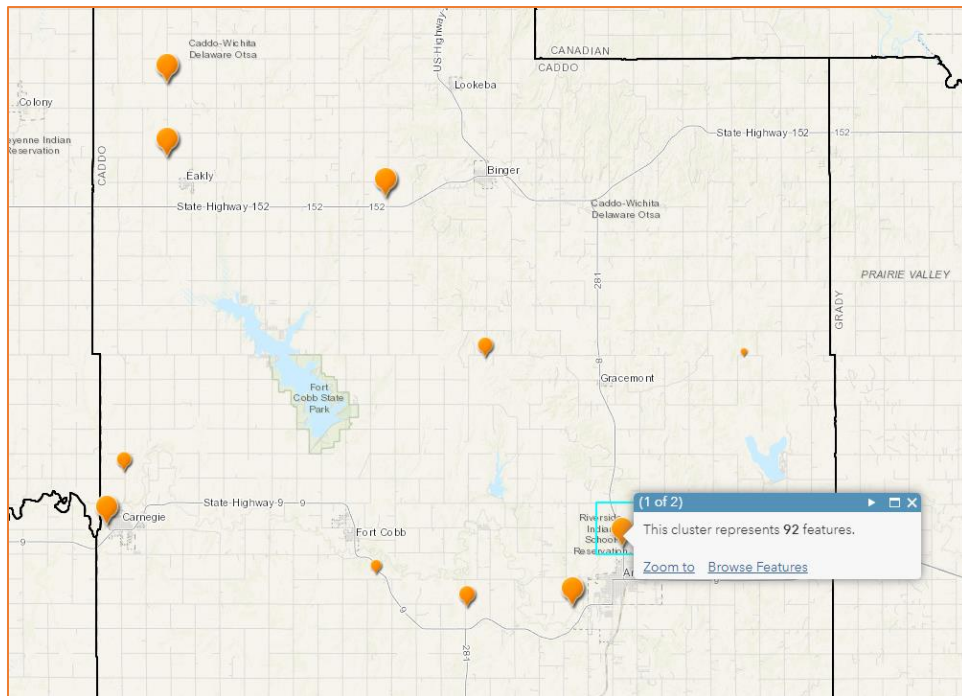 Caddo-Wichita
Delaware Otsa
US-Highway
CANADIAN
CADDO
Lookeba
Colony
State-Highway 152
152
eyenne Indian
Reservation
CADDO
Binger
Eakly
State-Highway-152
152
152
Caddo-Wichita
Delaware Otsa
281
PRAIRIE VALLEY
GRADY
8
Gracemont
Fort
Cobb State
Park
State-Highway 9
9
Carnegie
9
Fort Cobb
Riverside
Indian
School
Reservation
(1 of 2)
This cluster represents 92 features.
Zoom to Browse Features
An
9
9
281